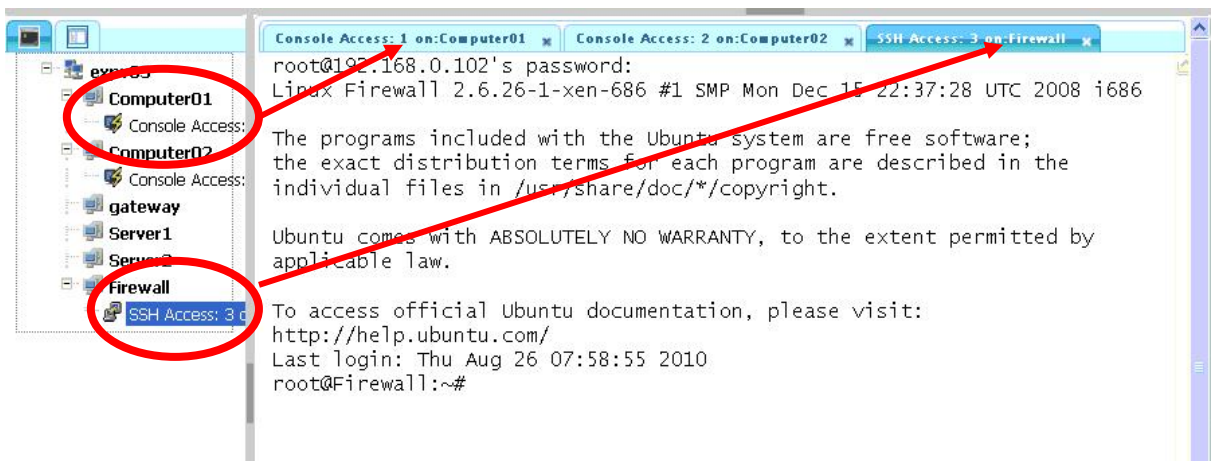 Console Access: 1 on:Computer01
Console Access: 2 on:Computer02
SSH Access: 3 on:Firewall
Computer01
Console Access:
Computer02
Console Access:
gateway
Server1
Firewall
SSH Access: 3
root@192.168.0.102's password:
Linux Firewall 2.6.26-1-xen-686 #1 SMP Mon Dec 15 22:37:28 UTC 2008 i686
The programs included with the Ubuntu system are free software;
the exact distribution terms for each program are described in the
individual files in /usr/share/doc/*/copyright.
Ubuntu comes with ABSOLUTELY NO WARRANTY, to the extent permitted by
applicable law.
To access official Ubuntu documentation, please visit:
http://help.ubuntu.com/
Last login: Thu Aug 26 07:58:55 2010
root@Firewall:~#